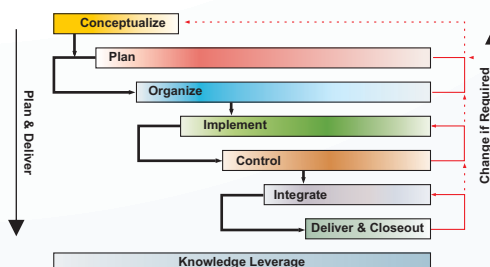 Conceptualize
Plan
Organize
Implement
Control
Integrate
Deliver & Closeout
Knowledge Leverage
Plan & Deliver
Change if Required